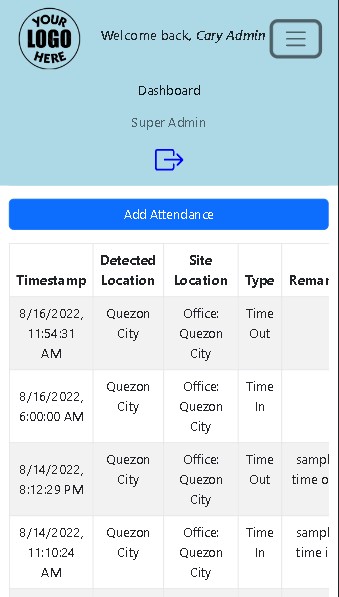 YOUR
LOGO
HERE
Welcome back, Cary Admin
Dashboard
Super Admin
Add Attendance
Timestamp Detected Location Site Location Type Remar
8/16/2022, 11:54:31 AM Quezon City Office: Quezon City Time Out
8/16/2022, 6:00:00 AM Quezon City Office: Quezon City Time In
8/14/2022, 8:12:29 PM Quezon City Office: Quezon City Time Out sampl time o
8/14/2022, 11:10:24 AM Quezon City Office: Quezon City Time In sampl time i